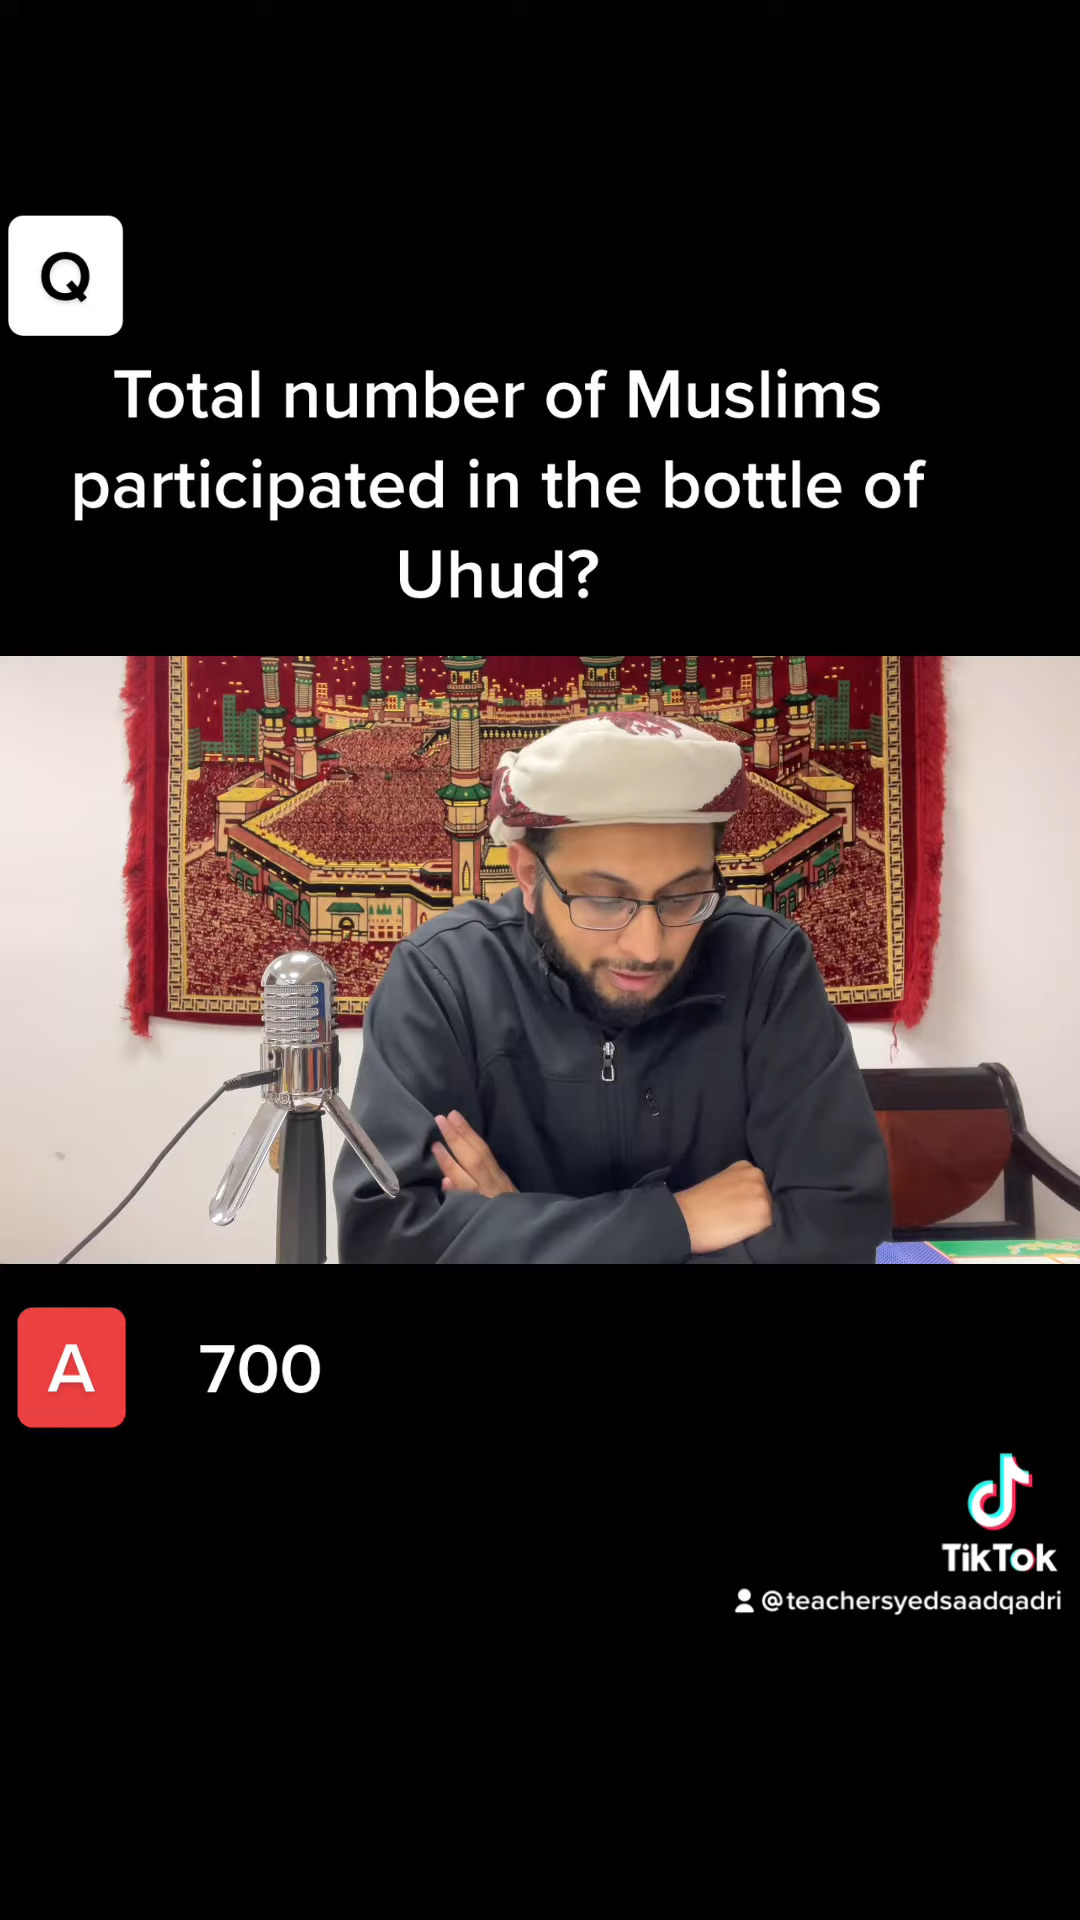 Q
Total number of Muslims
participated in the bottle of
Uhud?
A 700
TikTok
@teachersyedsaadqadri